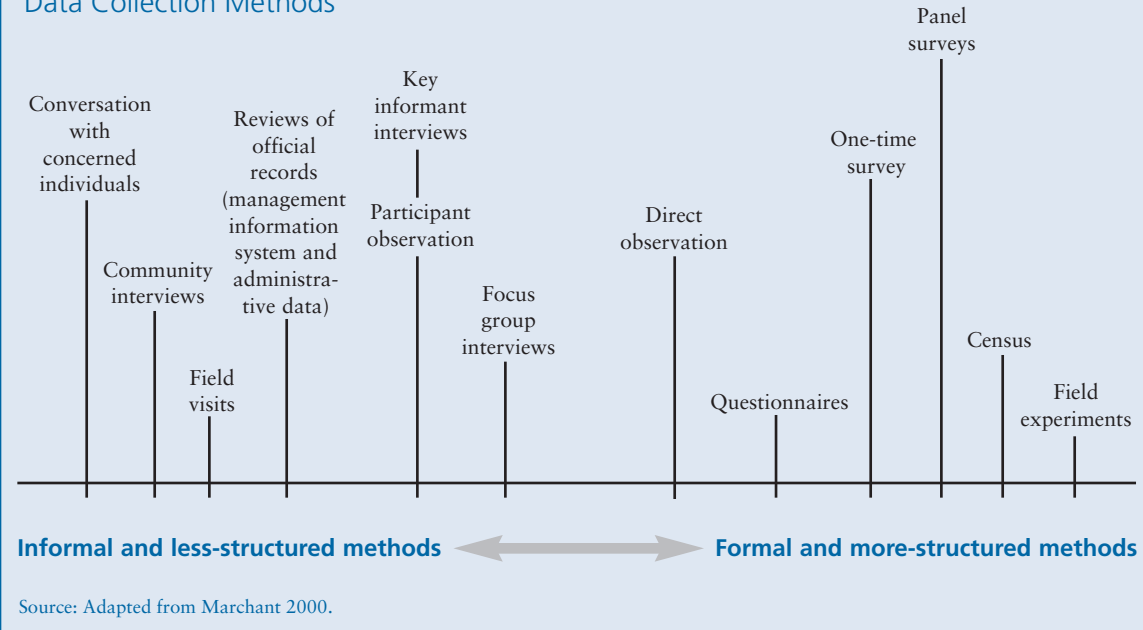 Data Collection Methods
Conversation
with
concerned
individuals
Community
interviews
Field
visits
Reviews of
official
records
(management
information
system and
administra-
tive data)
Key
informant
interviews
Participant
observation
Focus
group
interviews
Direct
observation
Questionnaires
One-time
survey
Panel
surveys
Census
Field
experiments
Informal and less-structured methods
Formal and more-structured methods
Source: Adapted from Marchant 2000.